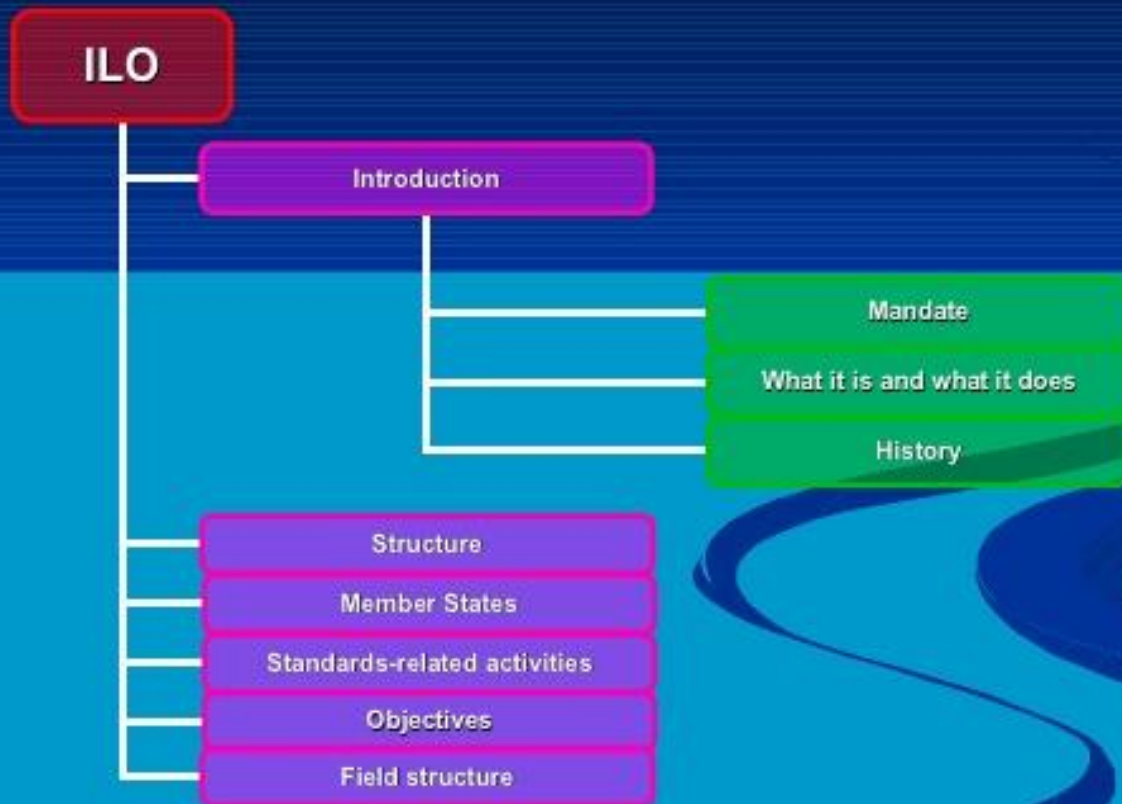 ILO
Introduction
Mandate
What it is and what it does
History
Structure
Member States
Standards-related activities
Objectives
Field structure